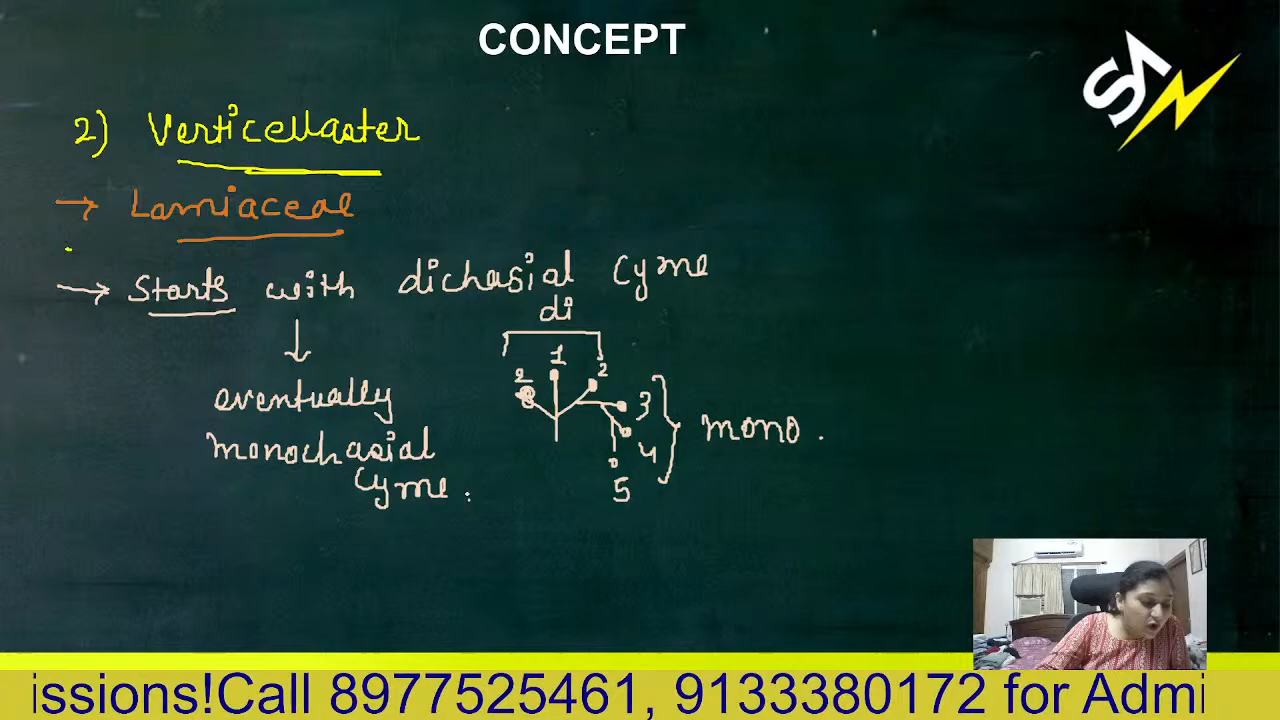 CONCEPT
SAN
2) Verticellaster
→ Lamiaceae
→ Starts with dichasial Cyme
↓
eventually
monochasial
Cyme.
di
1
2 2
3
4
5
mono.
issions!Call 8977525461, 9133380172 for Admi